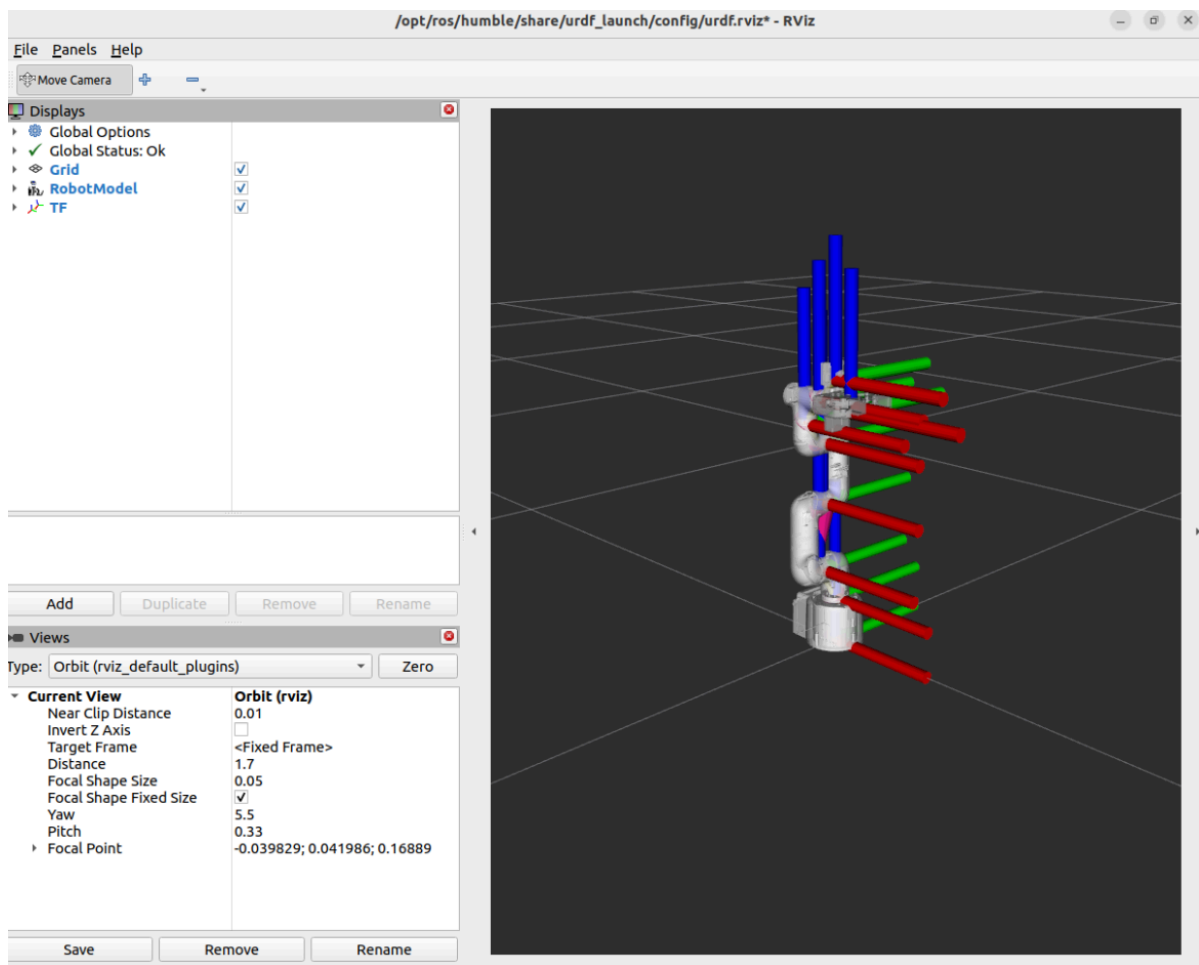 /opt/ros/humble/share/urdf_launch/config/urdf.rviz* - RViz
File Panels Help
Move Camera
Displays
Global Options
Global Status: Ok
Grid
RobotModel
TF
Add Duplicate Remove Rename
Views
Type: Orbit (rviz_default_plugins) Zero
Current View Orbit (rviz)
Near Clip Distance 0.01
Invert Z Axis
Target Frame <Fixed Frame>
Distance 1.7
Focal Shape Size 0.05
Focal Shape Fixed Size
Yaw 5.5
Pitch 0.33
Focal Point -0.039829; 0.041986; 0.16889
Save Remove Rename